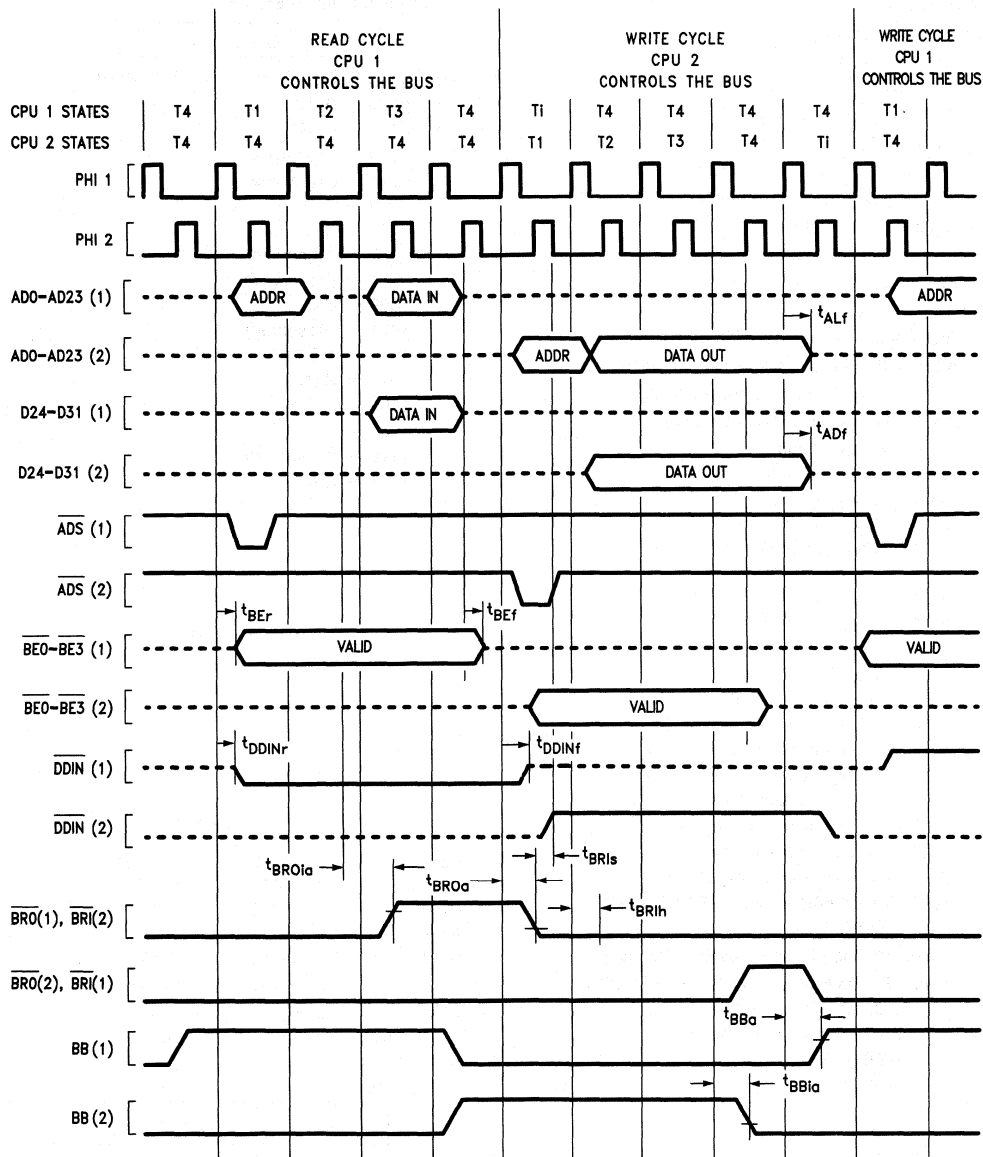 READ CYCLE
CPU 1
CONTROLS THE BUS
WRITE CYCLE
CPU 2
CONTROLS THE BUS
WRITE CYCLE
CPU 1
CONTROLS THE BUS
CPU 1 STATES T4 T1 T2 T3 T4 Ti T4 T4 T4 T4 T1
CPU 2 STATES T4 T4 T4 T4 T4 T1 T2 T3 T4 Ti T4
PHI 1
PHI 2
AD0-AD23 (1) ADDR DATA IN ADDR
tALf
AD0-AD23 (2) ADDR DATA OUT
D24-D31 (1) DATA IN
tADf
D24-D31 (2) DATA OUT
ADS (1)
ADS (2)
tBEr tBEf
BE0-BE3 (1) VALID VALID
BE0-BE3 (2) VALID
tDDINr tDDINf
DDIN (1)
DDIN (2)
tBROia tBROa tBRIs
tBRIh
BRO(1), BRI(2)
BRO(2), BRI(1)
tBBa
BB(1)
tBBia
BB(2)